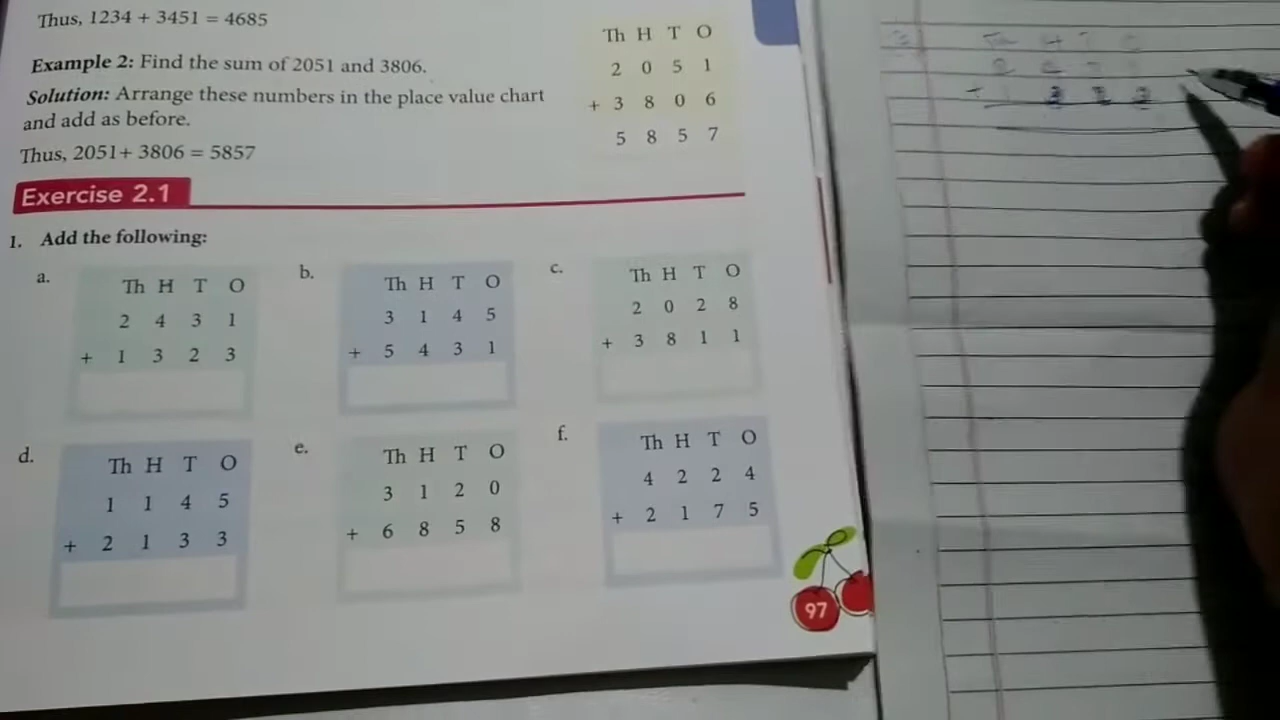 Thus, 1234 + 3451 = 4685
Example 2: Find the sum of 2051 and 3806.
Solution: Arrange these numbers in the place value chart
and add as before.
Thus, 2051+ 3806 = 5857
Th H T O
2 0 5 1
+ 3 8 0 6
5 8 5 7
Exercise 2.1
1. Add the following:
a.
Th H T O
2 4 3 1
+ 1 3 2 3
b.
Th H T O
3 1 4 5
+ 5 4 3 1
c.
Th H T O
2 0 2 8
+ 3 8 1 1
d.
Th H T O
1 1 4 5
+ 2 1 3 3
e.
Th H T O
3 1 2 0
+ 6 8 5 8
f.
Th H T O
4 2 2 4
+ 2 1 7 5
97
Th H T O
+ 1 3 2 3